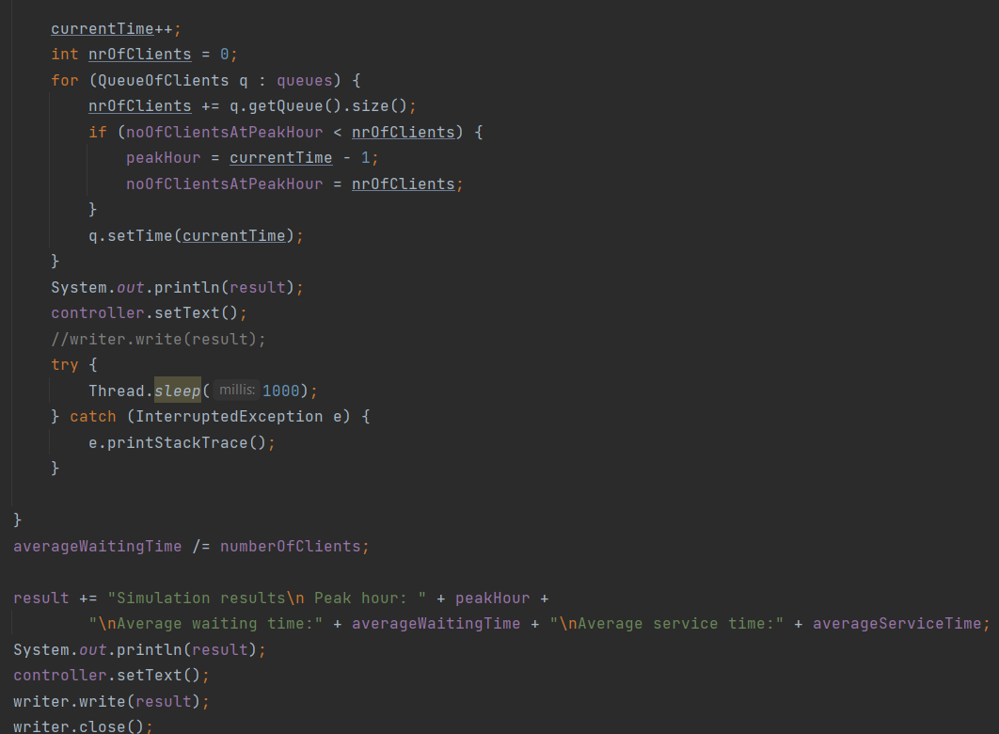 currentTime++;
int nrOfClients = 0;
for (QueueOfClients q : queues) {
nrOfClients += q.getQueue().size();
if (noOfClientsAtPeakHour < nrOfClients) {
peakHour = currentTime - 1;
noOfClientsAtPeakHour = nrOfClients;
}
q.setTime(currentTime);
}
System.out.println(result);
controller.setText();
//writer.write(result);
try {
Thread.sleep( millis: 1000);
} catch (InterruptedException e) {
e.printStackTrace();
}
}
averageWaitingTime /= numberOfClients;
result += "Simulation results\n Peak hour: " + peakHour +
"\nAverage waiting time:" + averageWaitingTime + "\nAverage service time:" + averageServiceTime;
System.out.println(result);
controller.setText();
writer.write(result);
writer.close();